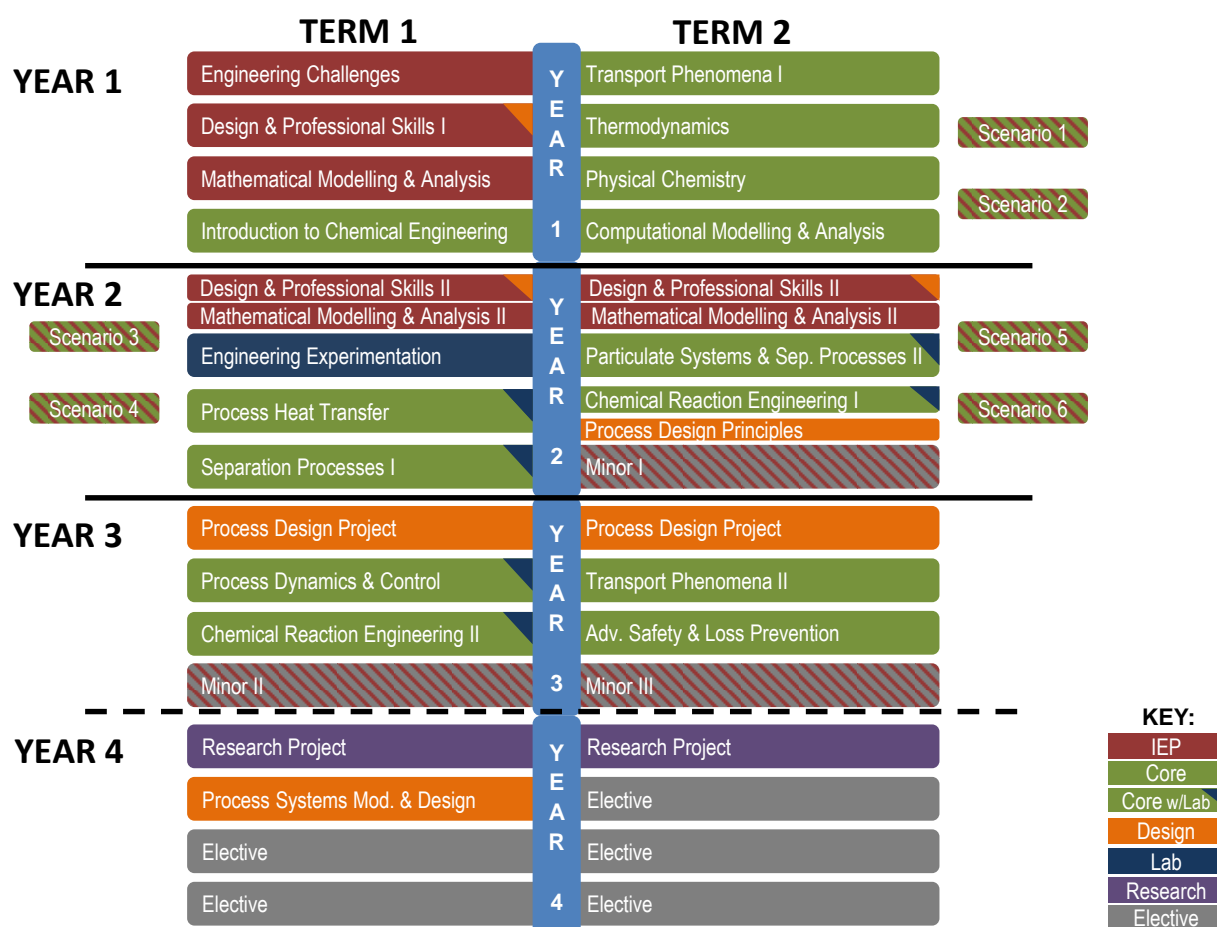 TERM 1
TERM 2
YEAR 1
Engineering Challenges
Transport Phenomena I
Design & Professional Skills I
Thermodynamics
Scenario 1
Mathematical Modelling & Analysis
Physical Chemistry
Scenario 2
Introduction to Chemical Engineering
Computational Modelling & Analysis
YEAR 1
YEAR 2
Design & Professional Skills II
Design & Professional Skills II
Mathematical Modelling & Analysis II
Mathematical Modelling & Analysis II
Scenario 3
Engineering Experimentation
Particulate Systems & Sep. Processes II
Scenario 5
Scenario 4
Process Heat Transfer
Chemical Reaction Engineering I
Scenario 6
Process Design Principles
Separation Processes I
Minor I
YEAR 2
YEAR 3
Process Design Project
Process Design Project
Process Dynamics & Control
Transport Phenomena II
Chemical Reaction Engineering II
Adv. Safety & Loss Prevention
Minor II
Minor III
YEAR 3
YEAR 4
Research Project
Research Project
Process Systems Mod. & Design
Elective
Elective
Elective
Elective
Elective
YEAR 4
KEY:
IEP
Core
Core w/Lab
Design
Lab
Research
Elective